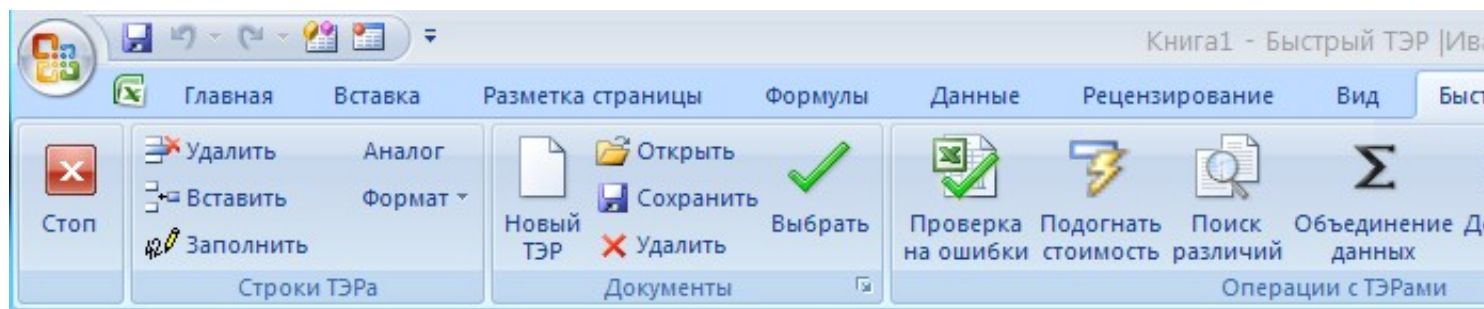 Книга1 - Быстрый ТЭР |Ива
Главная Вставка Разметка страницы Формулы Данные Рецензирование Вид Быст
Стоп
Удалить Аналог
Вставить Формат
Заполнить
Строки ТЭРа
Новый
ТЭР
Открыть
Сохранить
Удалить
Выбрать
Документы
Проверка
на ошибки
Подогнать
стоимость
Поиск
различий
Объединение
данных
Операции с ТЭРами